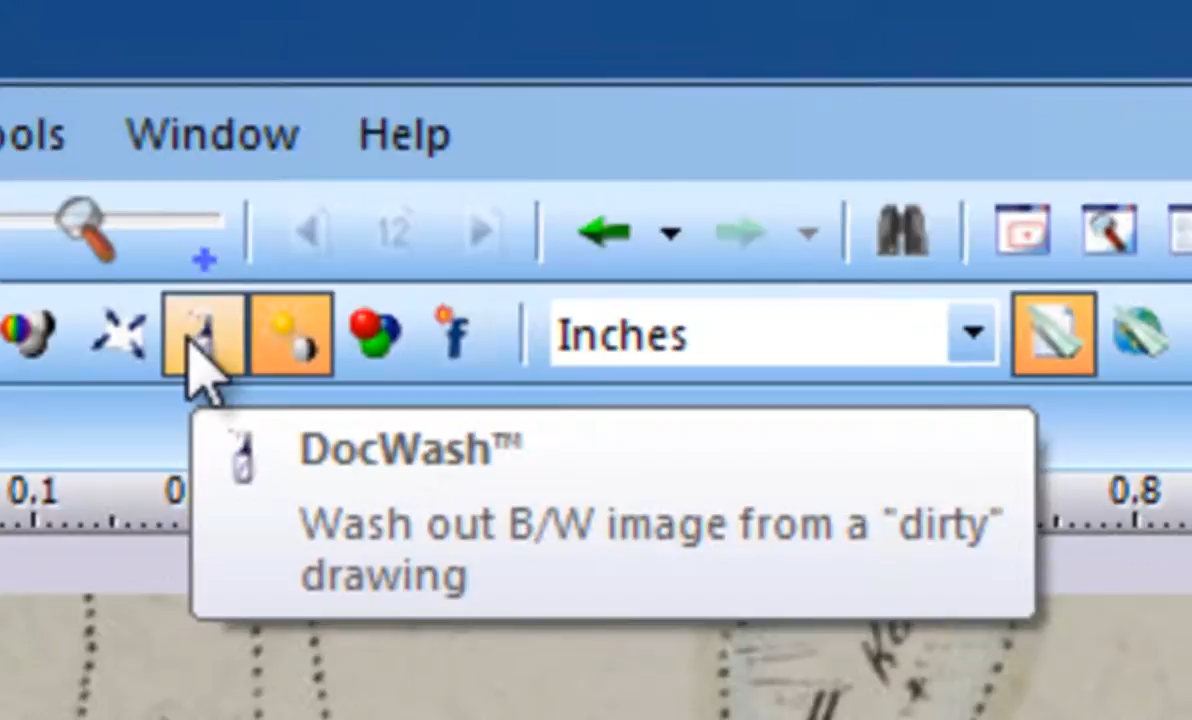 ools Window Help
12
Inches
DocWash™
Wash out B/W image from a "dirty"
drawing
0.1 0 0.8